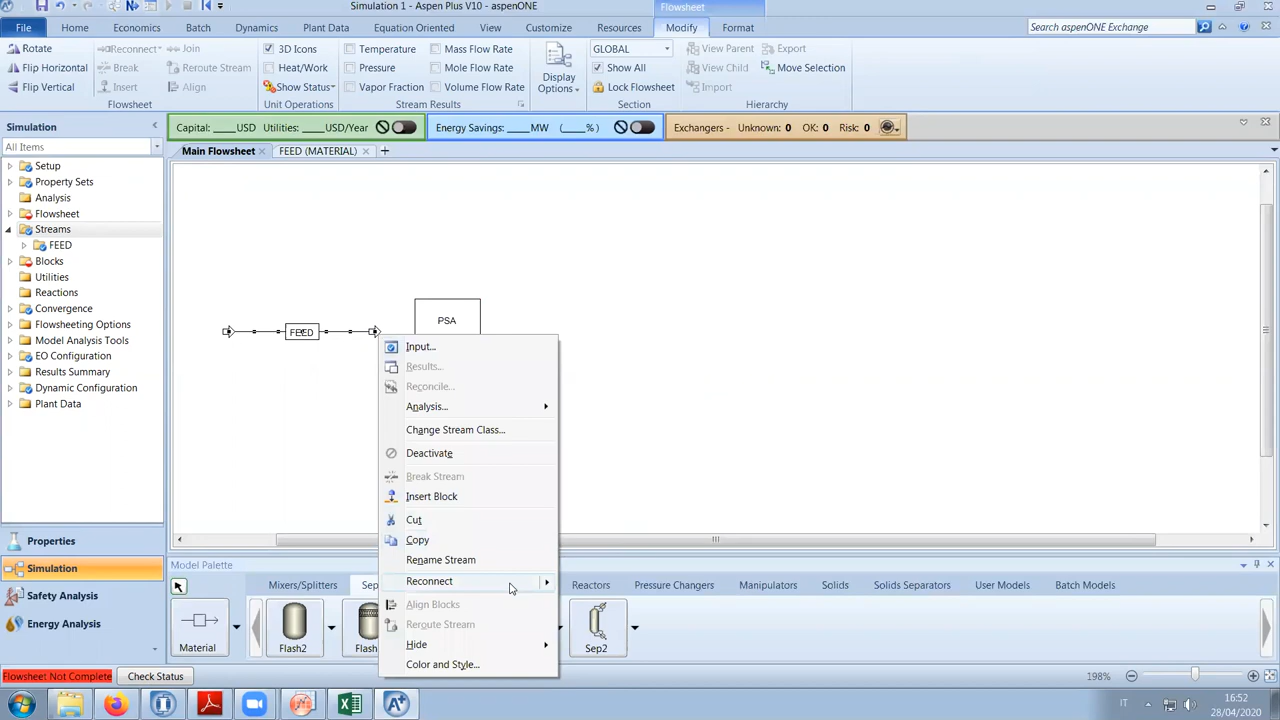 Simulation 1 - Aspen Plus V10 - aspenONE
Flowsheet
File Home Economics Batch Dynamics Plant Data Equation Oriented View Customize Resources Modify Format
Search aspenONE Exchange
Rotate Reconnect Join
Flip Horizontal Break Reroute Stream
Flip Vertical Insert Align
Flowsheet
3D Icons
Heat/Work
Show Status
Unit Operations
Temperature Mass Flow Rate
Pressure Mole Flow Rate
Vapor Fraction Volume Flow Rate
Stream Results
Display
Options
GLOBAL
Show All
Lock Flowsheet
Section
View Parent Export
View Child Move Selection
Import
Hierarchy
Simulation
All Items
Capital: ____USD Utilities: ____USD/Year
Energy Savings: ____MW (____%)
Exchangers - Unknown: 0 OK: 0 Risk: 0
Main Flowsheet FEED (MATERIAL) +
Setup
Property Sets
Analysis
Flowsheet
Streams
FEED
Blocks
Utilities
Reactions
Convergence
Flowsheeting Options
Model Analysis Tools
EO Configuration
Results Summary
Dynamic Configuration
Plant Data
Properties
Simulation
Safety Analysis
Energy Analysis
FEED
PSA
Input...
Results...
Reconcile...
Analysis...
Change Stream Class...
Deactivate
Break Stream
Insert Block
Cut
Copy
Rename Stream
Reconnect
Align Blocks
Reroute Stream
Hide
Color and Style...
Model Palette
Mixers/Splitters Sep Reactors Pressure Changers Manipulators Solids Solids Separators User Models Batch Models
Material Flash2 Flash Sep2
Flowsheet Not Complete Check Status
198%
IT
16:52
28/04/2020